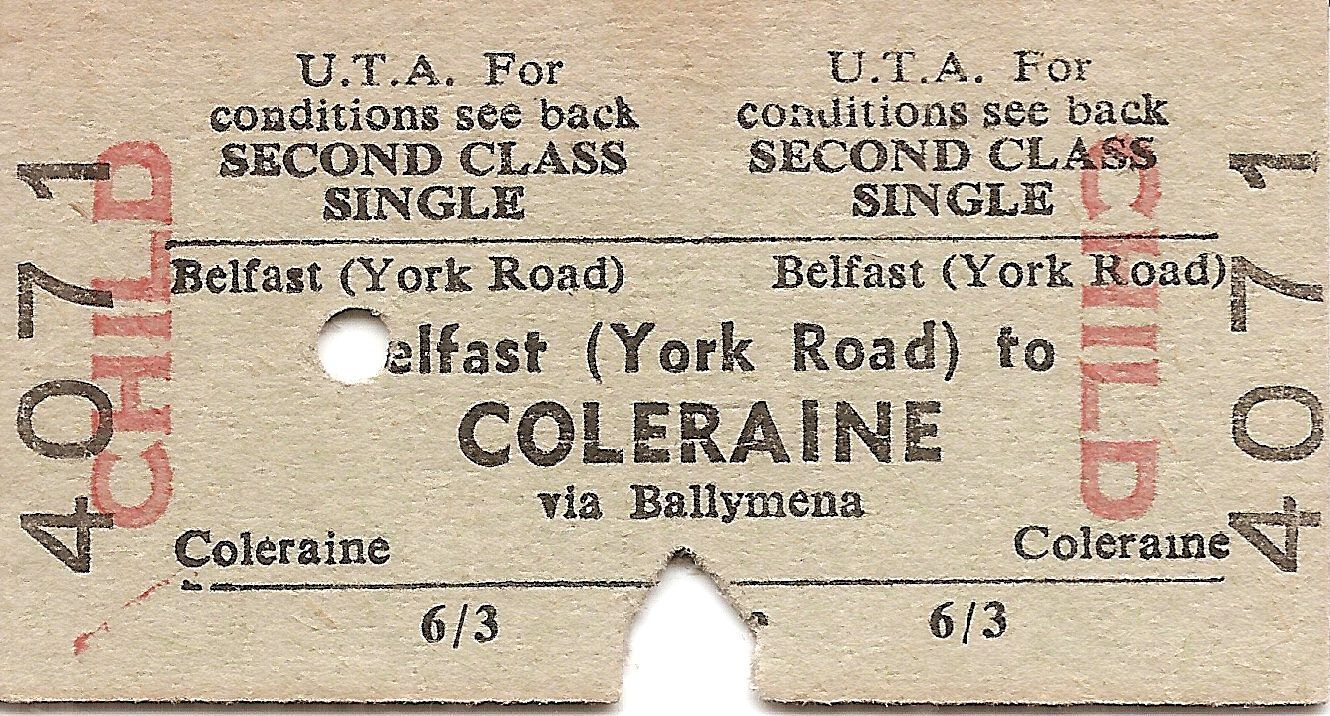 U.T.A. For
conditions see back
SECOND CLASS
SINGLE
U.T.A. For
conditions see back
SECOND CLASS
SINGLE
Belfast (York Road)
Belfast (York Road)
elfast (York Road) to
COLERAINE
via Ballymena
Coleraine
Coleraine
6/3
6/3
4071
CHILD
CHILD
4071